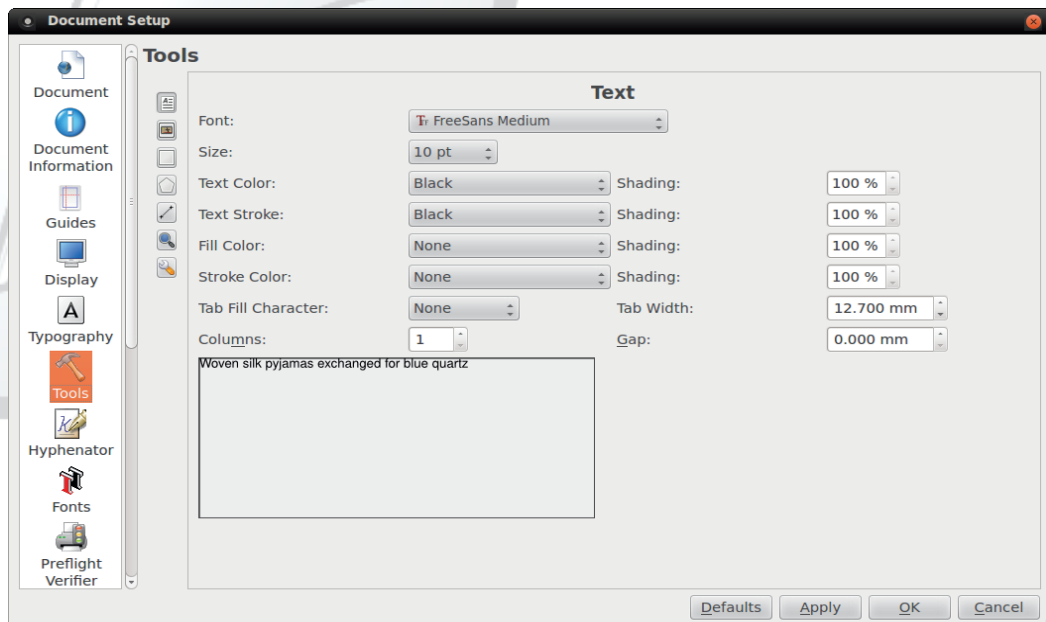 Document Setup
Tools
Document
Document
Information
Guides
Display
Typography
Tools
Hyphenator
Fonts
Preflight
Verifier
Text
Font: FreeSans Medium
Size: 10 pt
Text Color: Black Shading: 100 %
Text Stroke: Black Shading: 100 %
Fill Color: None Shading: 100 %
Stroke Color: None Shading: 100 %
Tab Fill Character: None Tab Width: 12.700 mm
Columns: 1 Gap: 0.000 mm
Woven silk pyjamas exchanged for blue quartz
Defaults Apply OK Cancel